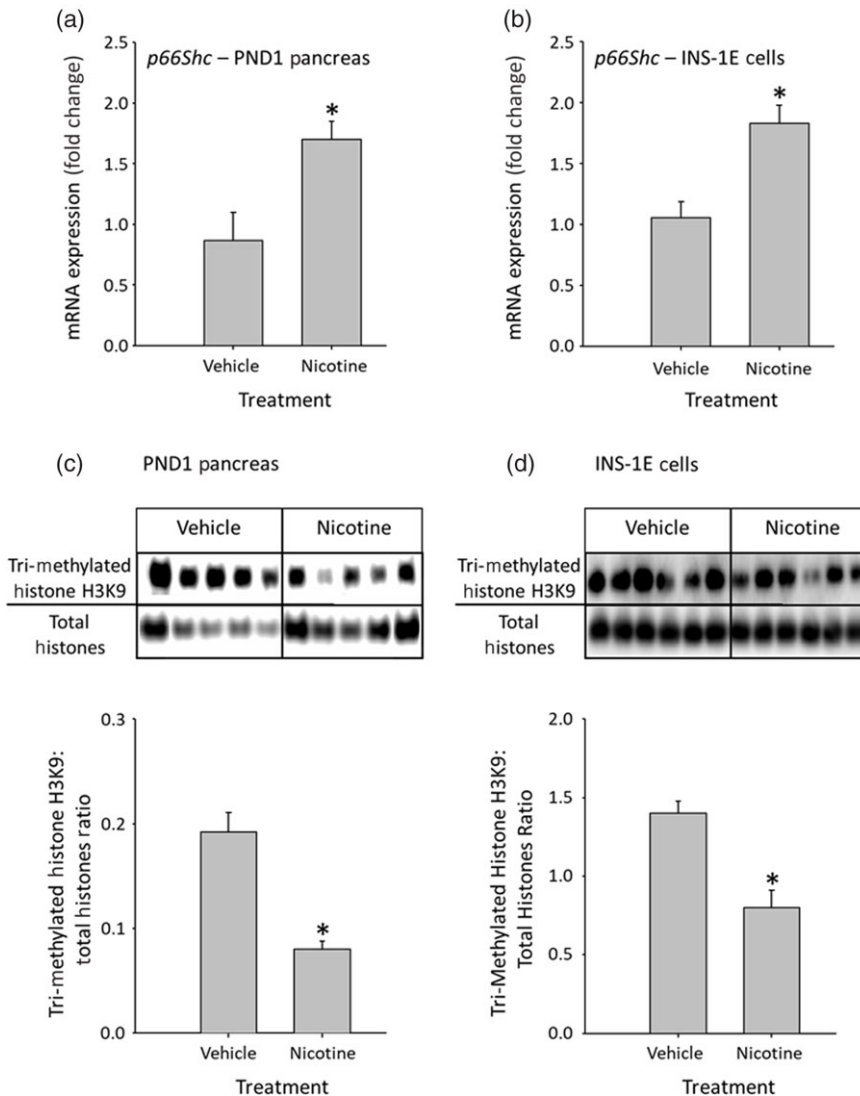 (a)
p66Shc – PND1 pancreas
mRNA expression (fold change)
2.5
2.0
1.5
1.0
0.5
0.0
*
Vehicle
Nicotine
Treatment
(b)
p66Shc – INS-1E cells
mRNA expression (fold change)
2.5
2.0
1.5
1.0
0.5
0.0
*
Vehicle
Nicotine
Treatment
(c)
PND1 pancreas
Vehicle
Nicotine
Tri-methylated
histone H3K9
Total
histones
Tri-methylated histone H3K9:
total histones ratio
0.3
0.2
0.1
0.0
*
Vehicle
Nicotine
Treatment
(d)
INS-1E cells
Vehicle
Nicotine
Tri-methylated
histone H3K9
Total
histones
Tri-Methylated Histone H3K9:
Total Histones Ratio
2.0
1.5
1.0
0.5
0.0
*
Vehicle
Nicotine
Treatment